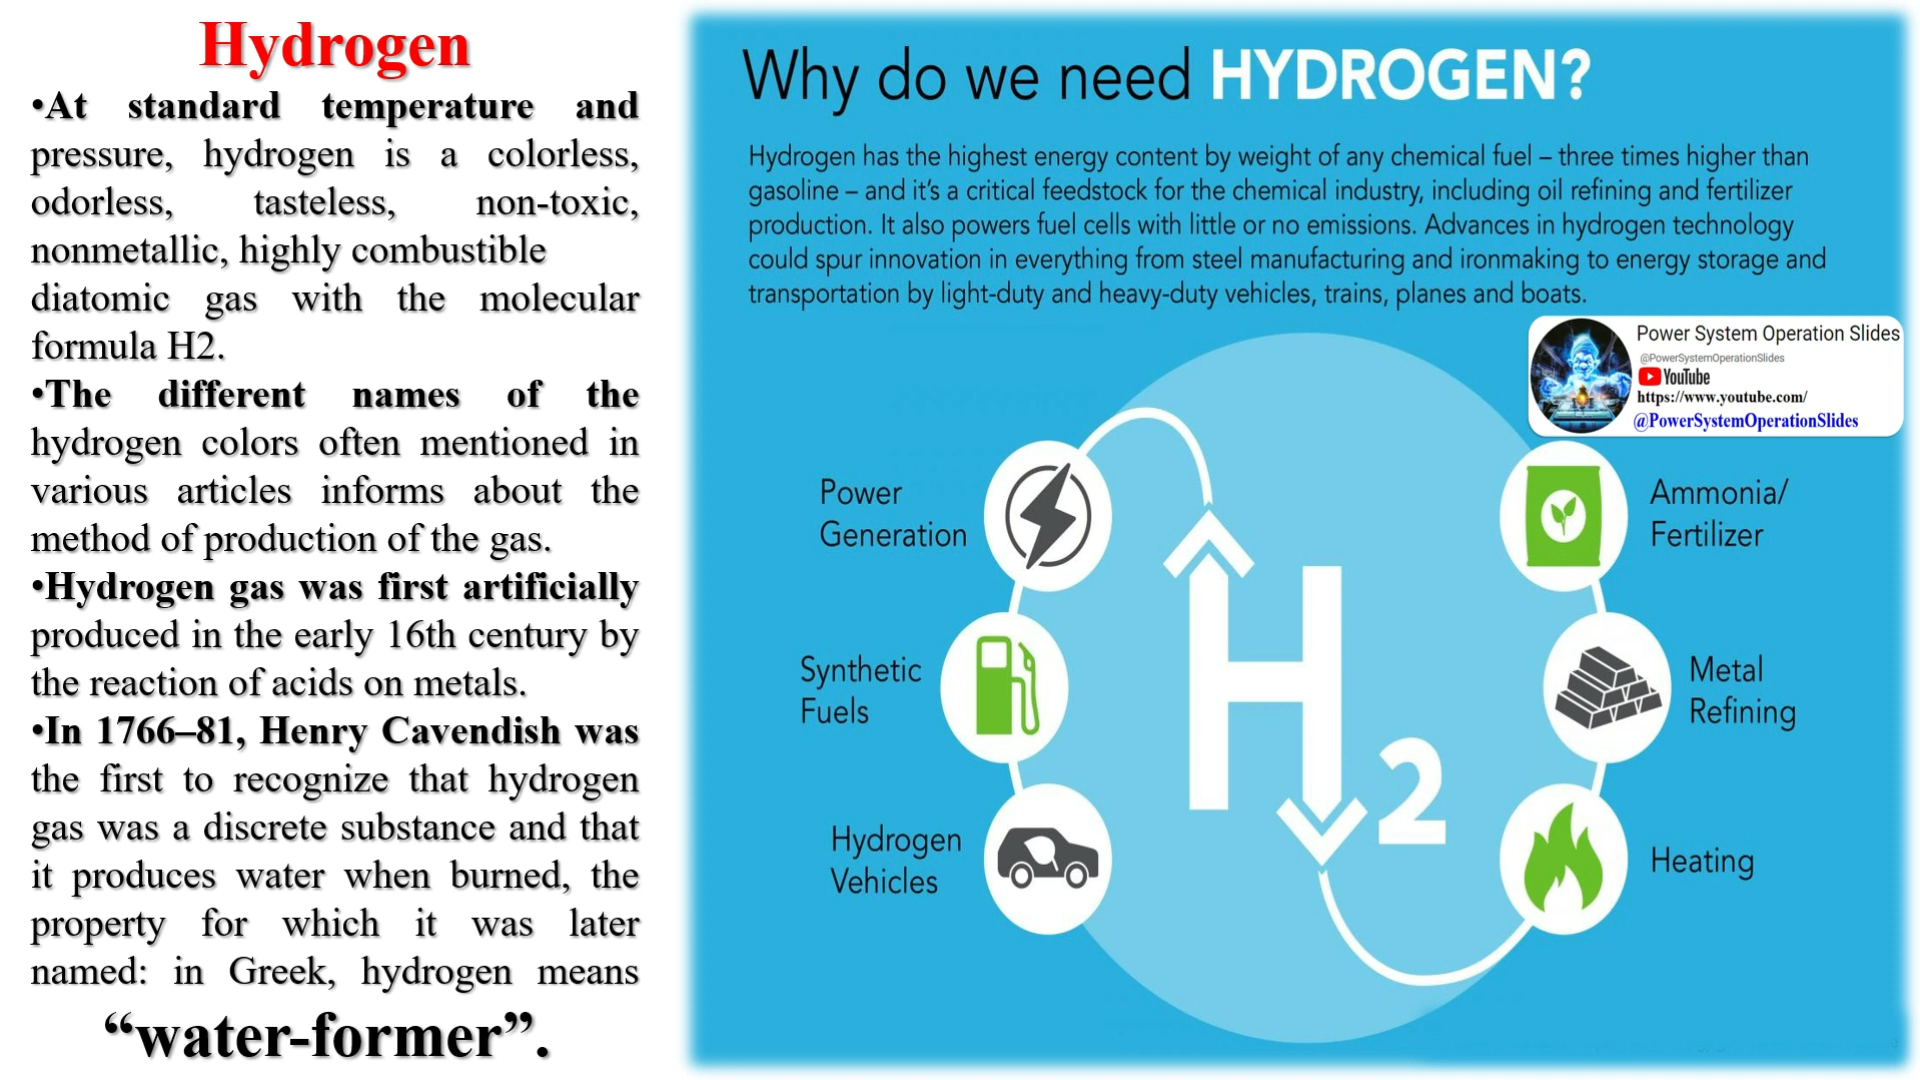 Hydrogen
•At standard temperature and
pressure, hydrogen is a colorless,
odorless, tasteless, non-toxic,
nonmetallic, highly combustible
diatomic gas with the molecular
formula H2.
•The different names of the
hydrogen colors often mentioned in
various articles informs about the
method of production of the gas.
•Hydrogen gas was first artificially
produced in the early 16th century by
the reaction of acids on metals.
•In 1766–81, Henry Cavendish was
the first to recognize that hydrogen
gas was a discrete substance and that
it produces water when burned, the
property for which it was later
named: in Greek, hydrogen means
“water-former”.
Why do we need HYDROGEN?
Hydrogen has the highest energy content by weight of any chemical fuel – three times higher than
gasoline – and it’s a critical feedstock for the chemical industry, including oil refining and fertilizer
production. It also powers fuel cells with little or no emissions. Advances in hydrogen technology
could spur innovation in everything from steel manufacturing and ironmaking to energy storage and
transportation by light-duty and heavy-duty vehicles, trains, planes and boats.
Power System Operation Slides
@PowerSystemOperationSlides
YouTube
https://www.youtube.com/
@PowerSystemOperationSlides
Power
Generation
Synthetic
Fuels
Hydrogen
Vehicles
H2
Ammonia/
Fertilizer
Metal
Refining
Heating